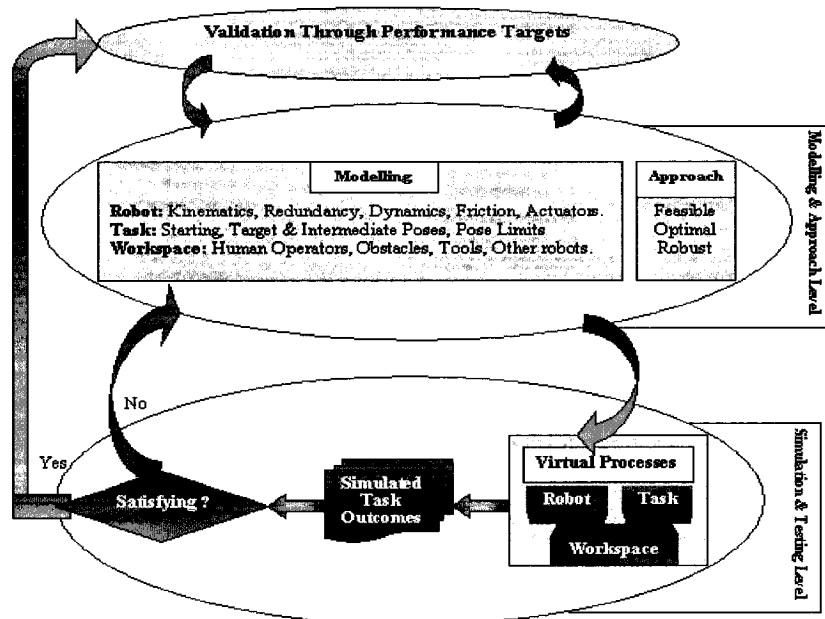 Validation Through Performance Targets
Modelling
Robot: Kinematics, Redundancy, Dynamics, Friction, Actuators.
Task: Starting, Target & Intermediate Poses, Pose Limits
Workspace: Human Operators, Obstacles, Tools, Other robots.
Approach
Feasible
Optimal
Robust
Modelling & Approach Level
No
Yes
Satisfying ?
Simulated
Task
Outcomes
Virtual Processes
Robot
Task
Workspace
Simulation & Testing Level